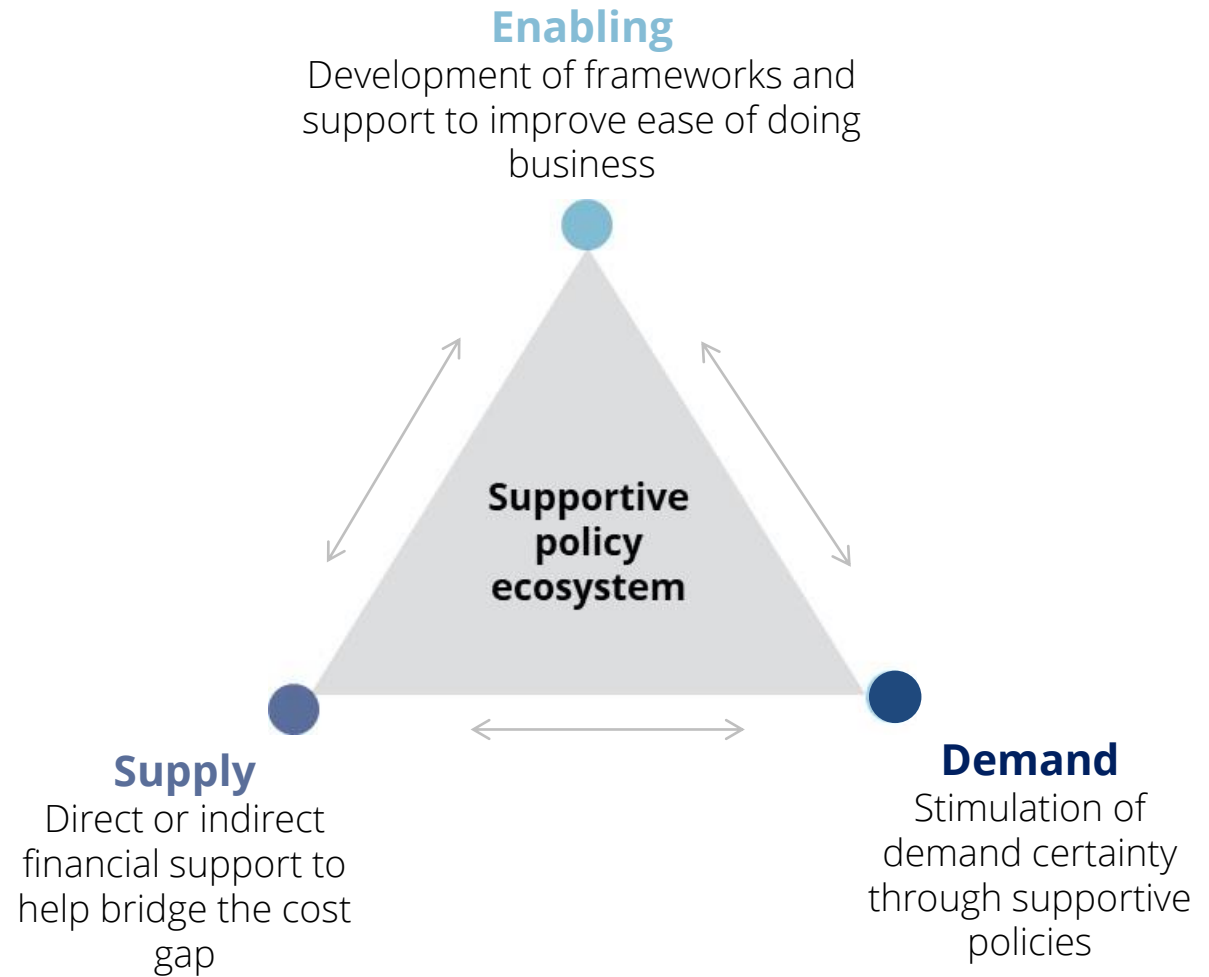 Enabling
Development of frameworks and
support to improve ease of doing
business
Supportive
policy
ecosystem
Supply
Direct or indirect
financial support to
help bridge the cost
gap
Demand
Stimulation of
demand certainty
through supportive
policies